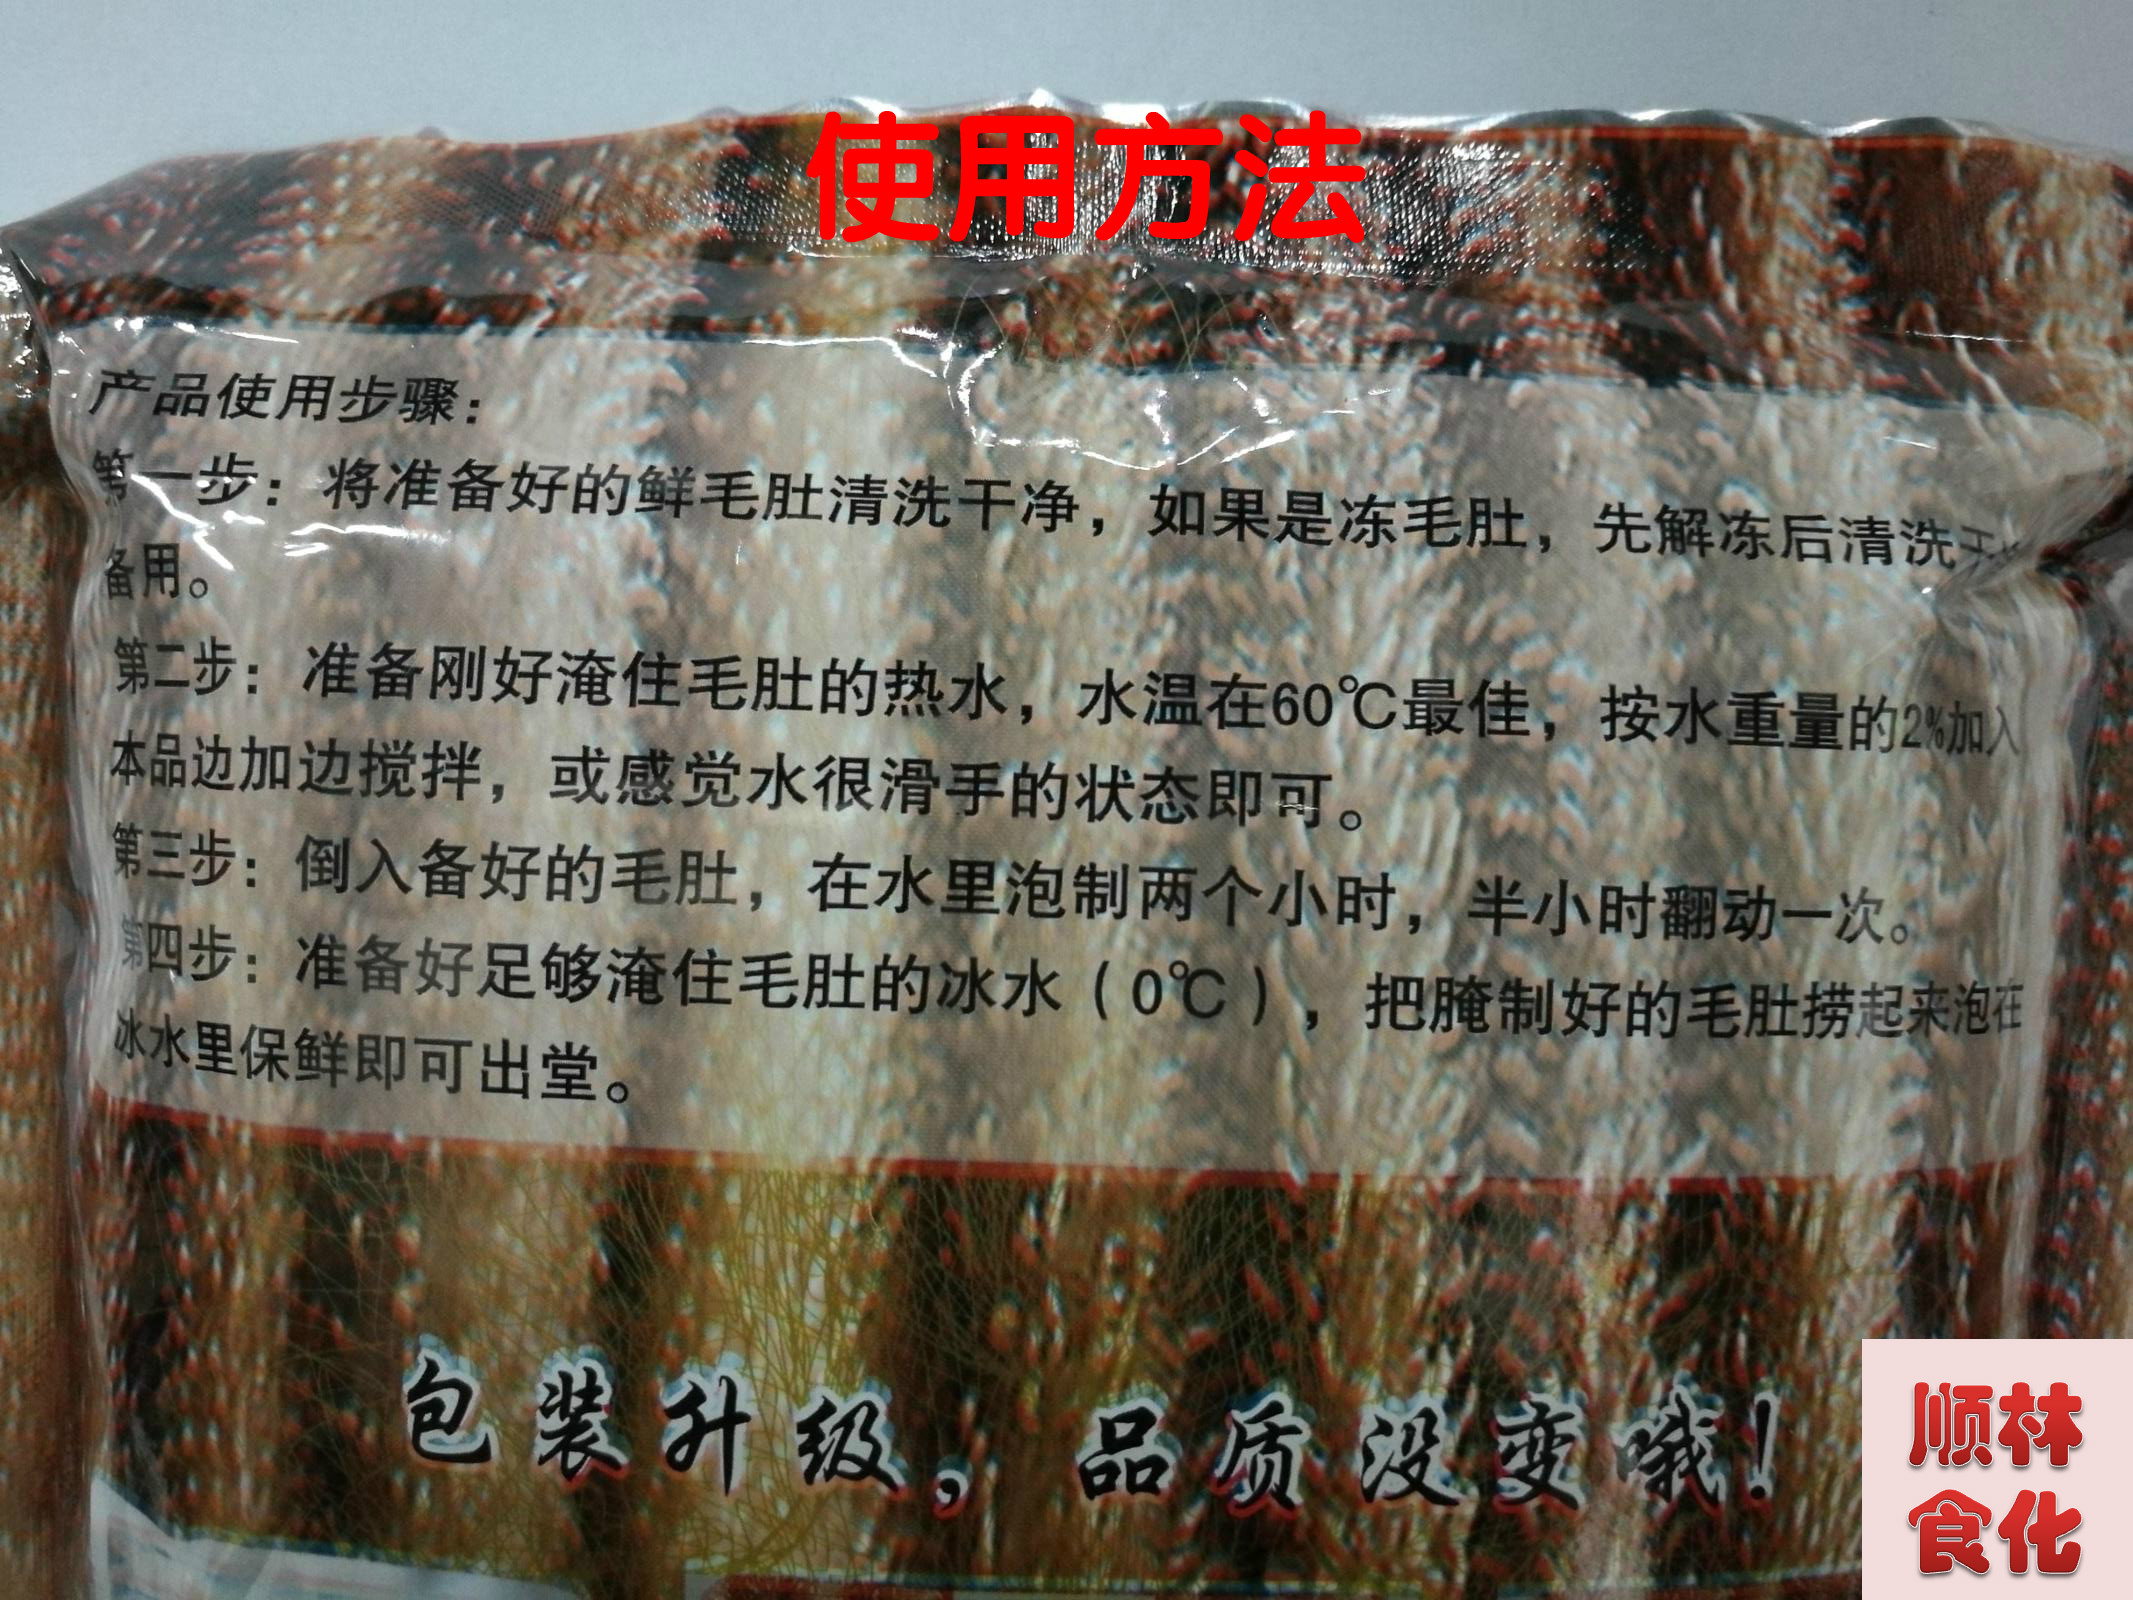 使用方法
产品使用步骤：
第一步：将准备好的鲜毛肚清洗干净，如果是冻毛肚，先解冻后清洗干
备用。
第二步：准备刚好淹住毛肚的热水，水温在60℃最佳，按水重量的2%加入
本品边加边搅拌，或感觉水很滑手的状态即可。
第三步：倒入备好的毛肚，在水里泡制两个小时，半小时翻动一次。
第四步：准备好足够淹住毛肚的冰水（0℃），把腌制好的毛肚捞起来泡在
冰水里保鲜即可出堂。
包装升级，品质没变哦！
顺林
食化